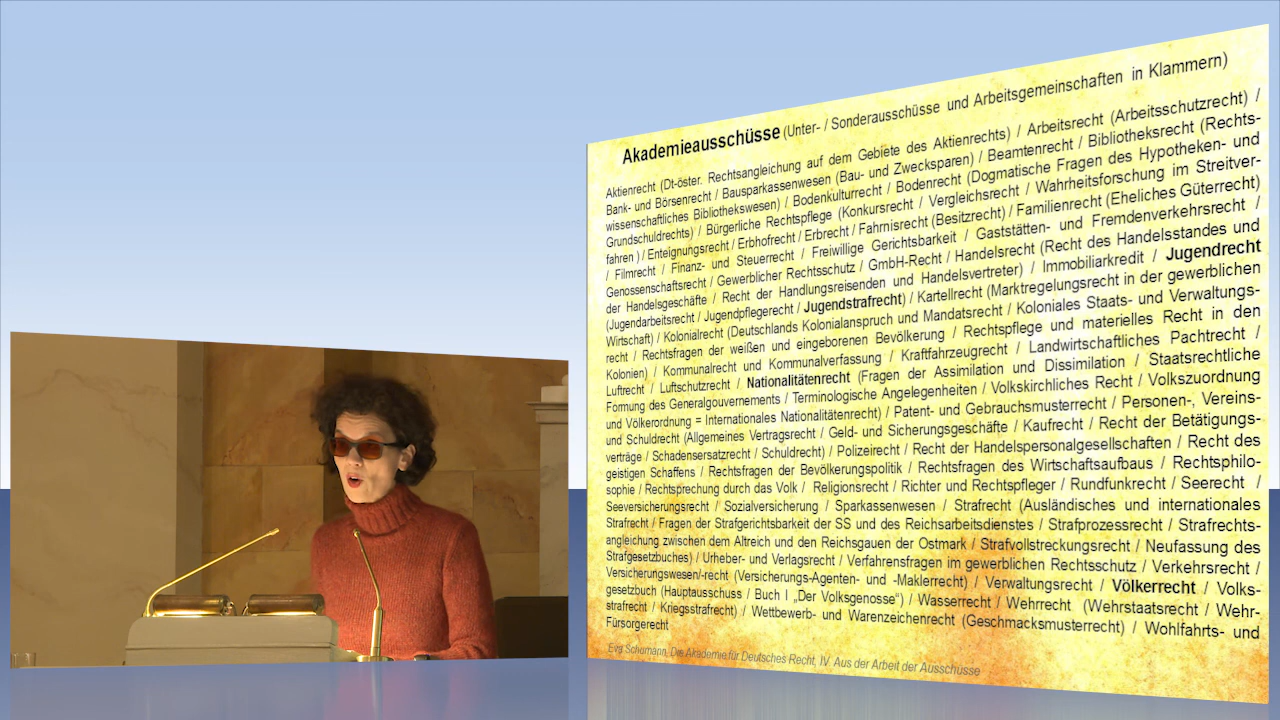 Akademieausschüsse (Unter- / Sonderausschüsse und Arbeitsgemeinschaften in Klammern)
Aktienrecht (Dt-öster. Rechtsangleichung auf dem Gebiete des Aktienrechts) / Arbeitsrecht (Arbeitsschutzrecht) /
Bank- und Börsenrecht / Bausparkassenwesen (Bau- und Zwecksparen) / Beamtenrecht / Bibliotheksrecht (Rechts-
wissenschaftliches Bibliothekswesen) / Bodenkulturrecht / Bodenrecht (Dogmatische Fragen des Hypotheken- und
Grundschuldrechts) / Bürgerliche Rechtspflege (Konkursrecht / Vergleichsrecht / Wahrheitsforschung im Streitver-
fahren ) / Enteignungsrecht / Erbhofrecht / Erbrecht / Fahrnisrecht (Besitzrecht) / Familienrecht (Eheliches Güterrecht)
/ Filmrecht / Finanz- und Steuerrecht / Freiwillige Gerichtsbarkeit / Gaststätten- und Fremdenverkehrsrecht /
Genossenschaftsrecht / Gewerblicher Rechtsschutz / GmbH-Recht / Handelsrecht (Recht des Handelsstandes und
der Handelsgeschäfte / Recht der Handlungsreisenden und Handelsvertreter) / Immobiliarkredit / Jugendrecht
(Jugendarbeitsrecht / Jugendpflegerecht / Jugendstrafrecht) / Kartellrecht (Marktregelungsrecht in der gewerblichen
Wirtschaft) / Kolonialrecht (Deutschlands Kolonialanspruch und Mandatsrecht / Koloniales Staats- und Verwaltungs-
recht / Rechtsfragen der weißen und eingeborenen Bevölkerung / Rechtspflege und materielles Recht in den
Kolonien) / Kommunalrecht und Kommunalverfassung / Kraftfahrzeugrecht / Landwirtschaftliches Pachtrecht /
Luftrecht / Luftschutzrecht / Nationalitätenrecht (Fragen der Assimilation und Dissimilation / Staatsrechtliche
Formung des Generalgouvernements / Terminologische Angelegenheiten / Volkskirchliches Recht / Volkszuordnung
und Völkerordnung = Internationales Nationalitätenrecht) / Patent- und Gebrauchsmusterrecht / Personen-, Vereins-
und Schuldrecht (Allgemeines Vertragsrecht / Geld- und Sicherungsgeschäfte / Kaufrecht / Recht der Betätigungs-
verträge / Schadensersatzrecht / Schuldrecht) / Polizeirecht / Recht der Handelspersonalgesellschaften / Recht des
geistigen Schaffens / Rechtsfragen der Bevölkerungspolitik / Rechtsfragen des Wirtschaftsaufbaus / Rechtsphilo-
sophie / Rechtsprechung durch das Volk / Religionsrecht / Richter und Rechtspfleger / Rundfunkrecht / Seerecht /
Seeversicherungsrecht / Sozialversicherung / Sparkassenwesen / Strafrecht (Ausländisches und internationales
Strafrecht / Fragen der Strafgerichtsbarkeit der SS und des Reichsarbeitsdienstes / Strafprozessrecht / Strafrechts-
angleichung zwischen dem Altreich und den Reichsgauen der Ostmark / Strafvollstreckungsrecht / Neufassung des
Strafgesetzbuches) / Urheber- und Verlagsrecht / Verfahrensfragen im gewerblichen Rechtsschutz / Verkehrsrecht /
Versicherungswesen/-recht (Versicherungs-Agenten- und -Maklerrecht) / Verwaltungsrecht / Völkerrecht / Volks-
gesetzbuch (Hauptausschuss / Buch I „Der Volksgenosse“) / Wasserrecht / Wehrrecht (Wehrstaatsrecht / Wehr-
strafrecht / Kriegsstrafrecht) / Wettbewerb- und Warenzeichenrecht (Geschmacksmusterrecht) / Wohlfahrts- und
Fürsorgerecht
Eva Schumann, Die Akademie für Deutsches Recht, IV. Aus der Arbeit der Ausschüsse